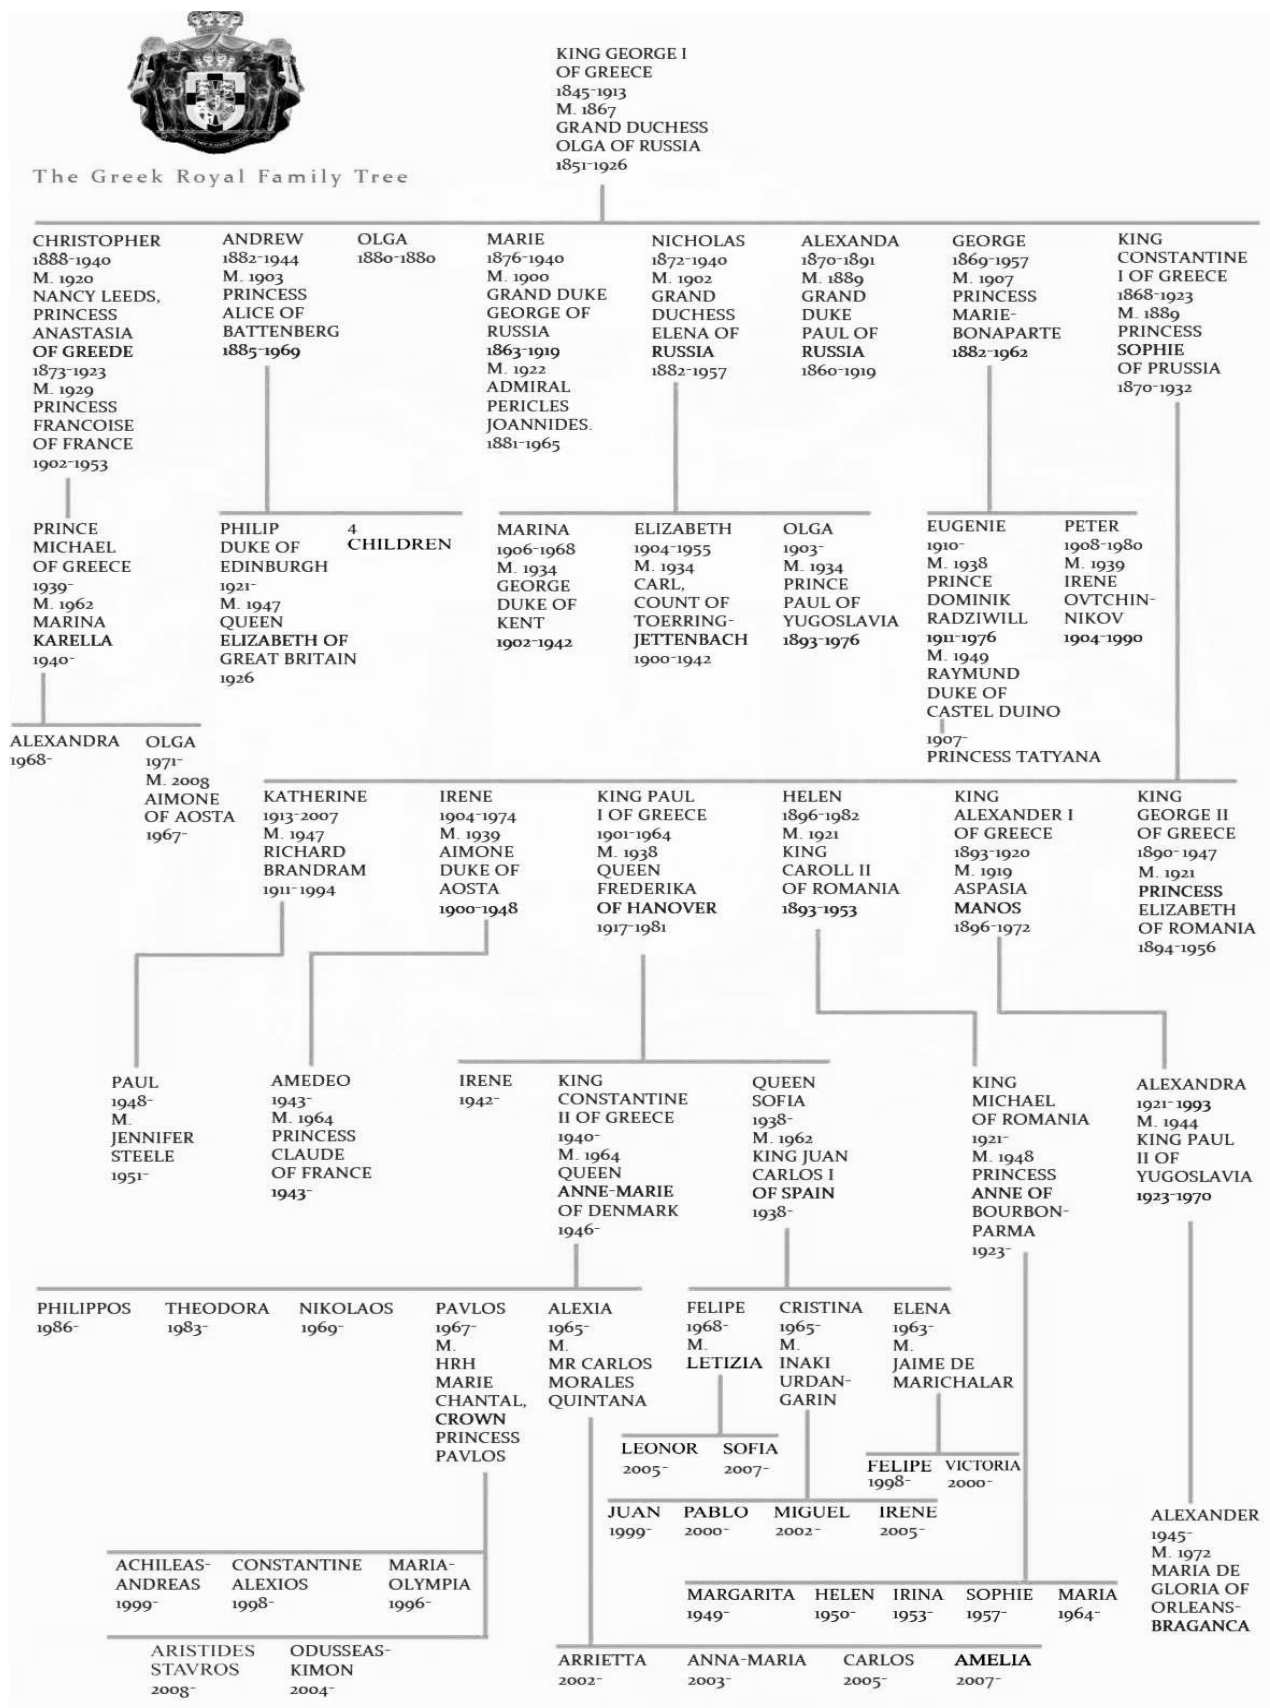 The Greek Royal Family Tree
KING GEORGE I
OF GREECE
1845-1913
M. 1867
GRAND DUCHESS
OLGA OF RUSSIA
1851-1926
CHRISTOPHER
1888-1940
M. 1920
NANCY LEEDS,
PRINCESS
ANASTASIA
OF GREEDE
1873-1923
M. 1929
PRINCESS
FRANCOISE
OF FRANCE
1902-1953
ANDREW
1882-1944
M. 1903
PRINCESS
ALICE OF
BATTENBERG
1885-1969
OLGA
1880-1880
MARIE
1876-1940
M. 1900
GRAND DUKE
GEORGE OF
RUSSIA
1863-1919
M. 1922
ADMIRAL
PERICLES
JOANNIDES.
1881-1965
NICHOLAS
1872-1940
M. 1902
GRAND
DUCHESS
ELENA OF
RUSSIA
1882-1957
ALEXANDA
1870-1891
M. 1889
GRAND
DUKE
PAUL OF
RUSSIA
1860-1919
GEORGE
1869-1957
M. 1907
PRINCESS
MARIE-
BONAPARTE
1882-1962
KING
CONSTANTINE
I OF GREECE
1868-1923
M. 1889
PRINCESS
SOPHIE
OF PRUSSIA
1870-1932
PRINCE
MICHAEL
OF GREECE
1939-
M. 1962
MARINA
KARELLA
1940-
PHILIP
DUKE OF
EDINBURGH
1921-
M. 1947
QUEEN
ELIZABETH OF
GREAT BRITAIN
1926
4
CHILDREN
MARINA
1906-1968
M. 1934
GEORGE
DUKE OF
KENT
1902-1942
ELIZABETH
1904-1955
M. 1934
CARL,
COUNT OF
TOERRING-
JETTENBACH
1900-1942
OLGA
1903-
M. 1934
PRINCE
PAUL OF
YUGOSLAVIA
1893-1976
EUGENIE
1910-
M. 1938
PRINCE
DOMINIK
RADZIWILL
1911-1976
M. 1949
RAYMUND
DUKE OF
CASTEL DUINO
1907-
PRINCESS TATYANA
PETER
1908-1980
M. 1939
IRENE
OVTCHIN-
NIKOV
1904-1990
ALEXANDRA
1968-
OLGA
1971-
M. 2008
AIMONE
OF AOSTA
1967-
KATHERINE
1913-2007
M. 1947
RICHARD
BRANDRAM
1911-1994
IRENE
1904-1974
M. 1939
AIMONE
DUKE OF
AOSTA
1900-1948
KING PAUL
I OF GREECE
1901-1964
M. 1938
QUEEN
FREDERIKA
OF HANOVER
1917-1981
HELEN
1896-1982
M. 1921
KING
CAROLL II
OF ROMANIA
1893-1953
KING
ALEXANDER I
OF GREECE
1893-1920
M. 1919
ASPASIA
MANOS
1896-1972
KING
GEORGE II
OF GREECE
1890-1947
M. 1921
PRINCESS
ELIZABETH
OF ROMANIA
1894-1956
PAUL
1948-
M.
JENNIFER
STEELE
1951-
AMEDEO
1943-
M. 1964
PRINCESS
CLAUDE
OF FRANCE
1943-
IRENE
1942-
KING
CONSTANTINE
II OF GREECE
1940-
M. 1964
QUEEN
ANNE-MARIE
OF DENMARK
1946-
QUEEN
SOFIA
1938-
M. 1962
KING JUAN
CARLOS I
OF SPAIN
1938-
KING
MICHAEL
OF ROMANIA
1921-
M. 1948
PRINCESS
ANNE OF
BOURBON-
PARMA
1923-
ALEXANDRA
1921-1993
M. 1944
KING PAUL
II OF
YUGOSLAVIA
1923-1970
PHILIPPOS
1986-
THEODORA
1983-
NIKOLAOS
1969-
PAVLOS
1967-
M.
HRH
MARIE
CHANTAL,
CROWN
PRINCESS
PAVLOS
ALEXIA
1965-
M.
MR CARLOS
MORALES
QUINTANA
FELIPE
1968-
M.
LETIZIA
CRISTINA
1965-
M.
INAKI
URDAN-
GARIN
ELENA
1963-
M.
JAIME DE
MARICHALAR
LEONOR
2005-
SOFIA
2007-
FELIPE
1998-
VICTORIA
2000-
JUAN
1999-
PABLO
2000-
MIGUEL
2002-
IRENE
2005-
ALEXANDER
1945-
M. 1972
MARIA DE
GLORIA OF
ORLEANS-
BRAGANCA
ACHILEAS-
ANDREAS
1999-
CONSTANTINE
ALEXIOS
1998-
MARIA-
OLYMPIA
1996-
MARGARITA
1949-
HELEN
1950-
IRINA
1953-
SOPHIE
1957-
MARIA
1964-
ARISTIDES
STAVROS
2008-
ODUSSEAS-
KIMON
2004-
ARRIETTA
2002-
ANNA-MARIA
2003-
CARLOS
2005-
AMELIA
2007-